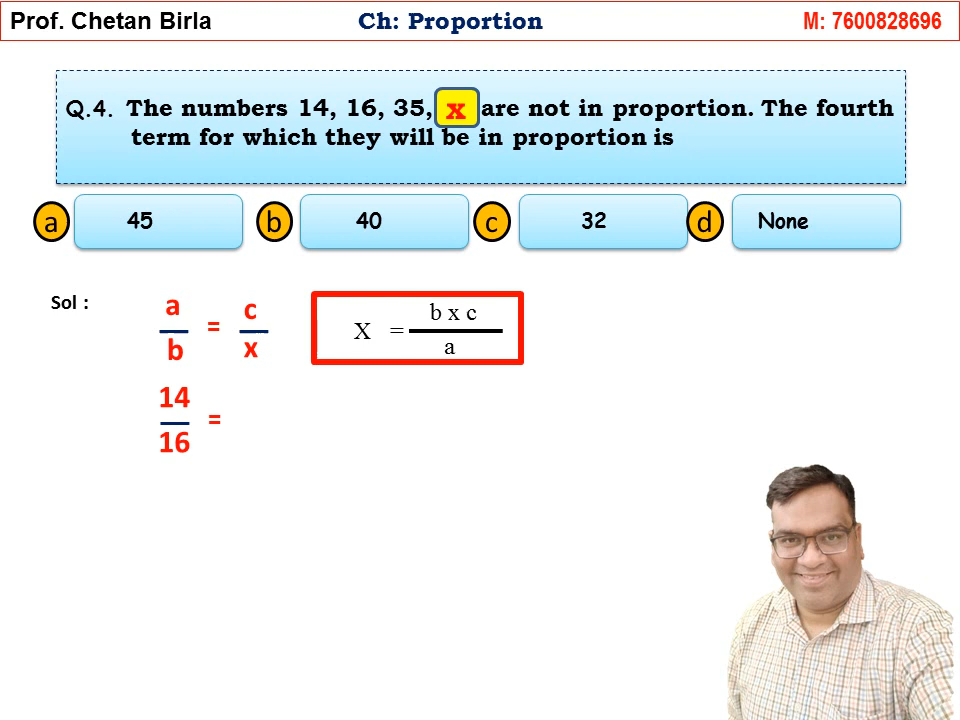 Prof. Chetan Birla Ch: Proportion M: 7600828696
Q.4. The numbers 14, 16, 35, x are not in proportion. The fourth
term for which they will be in proportion is
a 45 b 40 c 32 d None
Sol :
a
b
=
c
x
X =
b x c
a
14
16
=